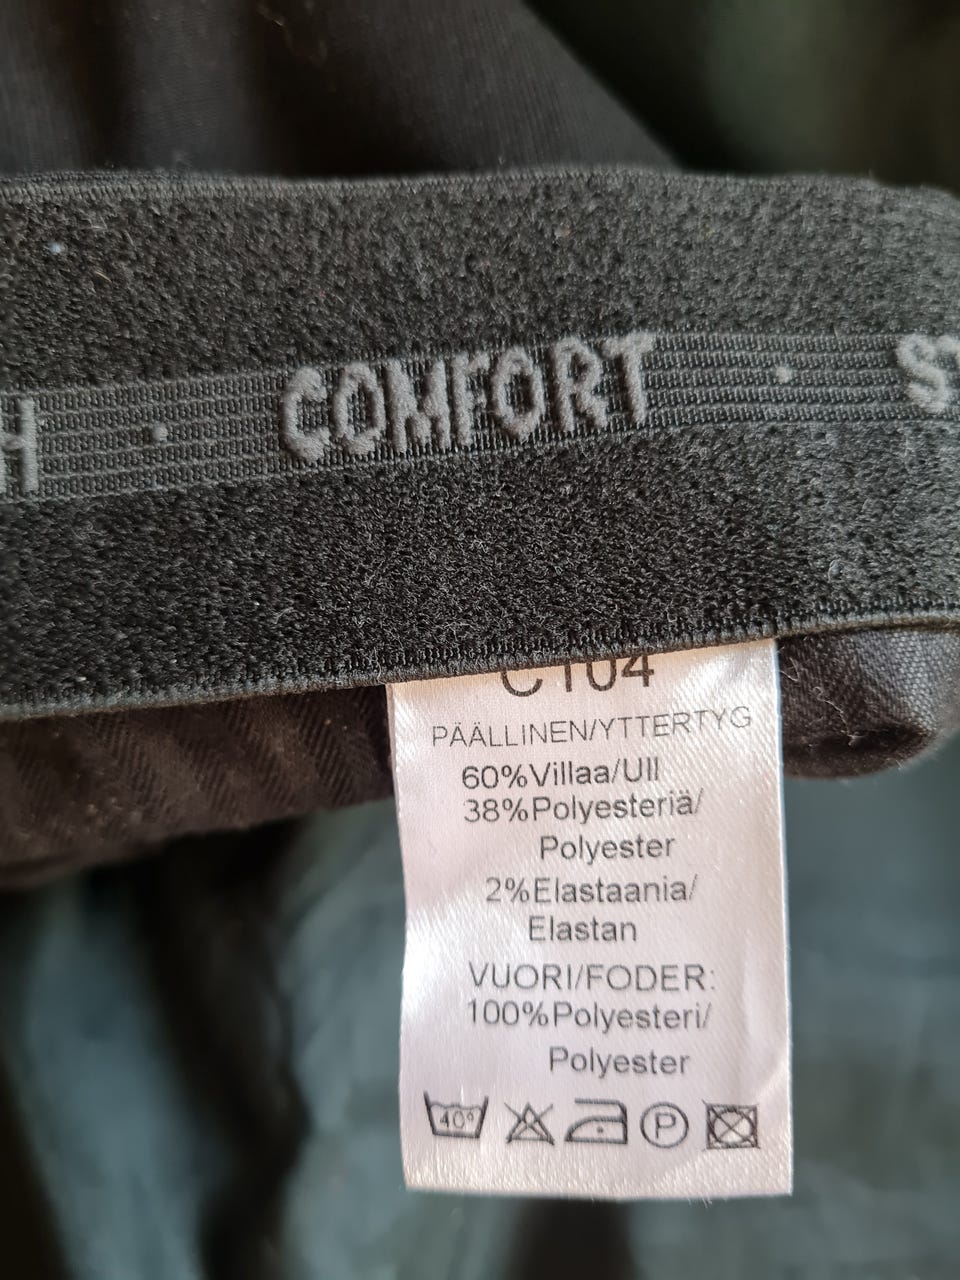 H · COMFORT · ST
C104
PÄÄLLINEN/YTTERTYG
60%Villaa/Ull
38%Polyesteriä/
Polyester
2%Elastaania/
Elastan
VUORI/FODER:
100%Polyesteri/
Polyester
40° P